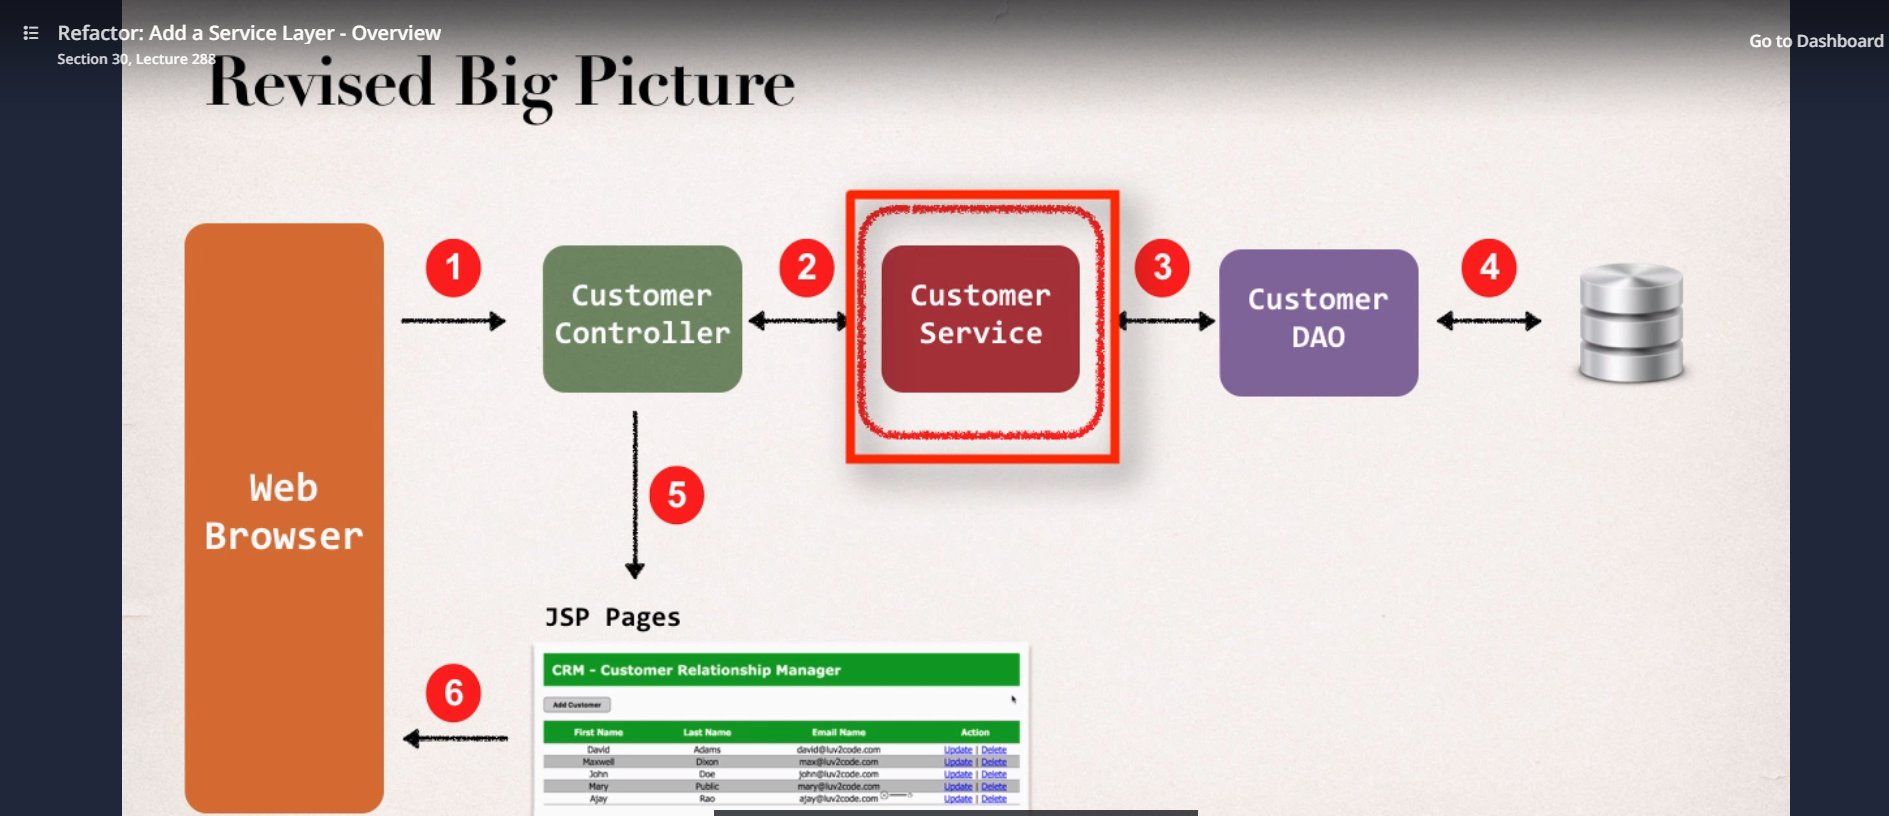 Refactor: Add a Service Layer - Overview
Section 30, Lecture 288
Go to Dashboard
Revised Big Picture
1
Customer
Controller
2
Customer
Service
3
Customer
DAO
4
Web
Browser
5
JSP Pages
6
CRM - Customer Relationship Manager
Add Customer
First Name Last Name Email Name Action
David Adams david@luv2code.com Update | Delete
Maxwell Dixon max@luv2code.com Update | Delete
John Doe john@luv2code.com Update | Delete
Mary Public mary@luv2code.com Update | Delete
Ajay Rao ajay@luv2code.com Update | Delete